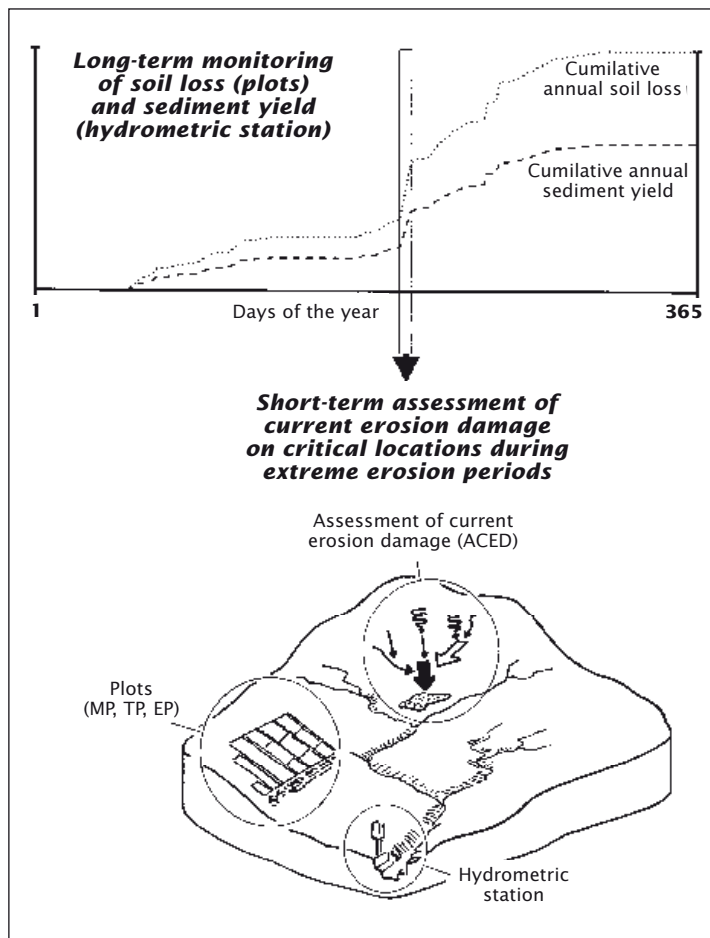 Long-term monitoring
of soil loss (plots)
and sediment yield
(hydrometric station)
Cumilative
annual soil loss
Cumilative annual
sediment yield
1
Days of the year
365
Short-term assessment of
current erosion damage
on critical locations during
extreme erosion periods
Assessment of current
erosion damage (ACED)
Plots
(MP, TP, EP)
Hydrometric
station